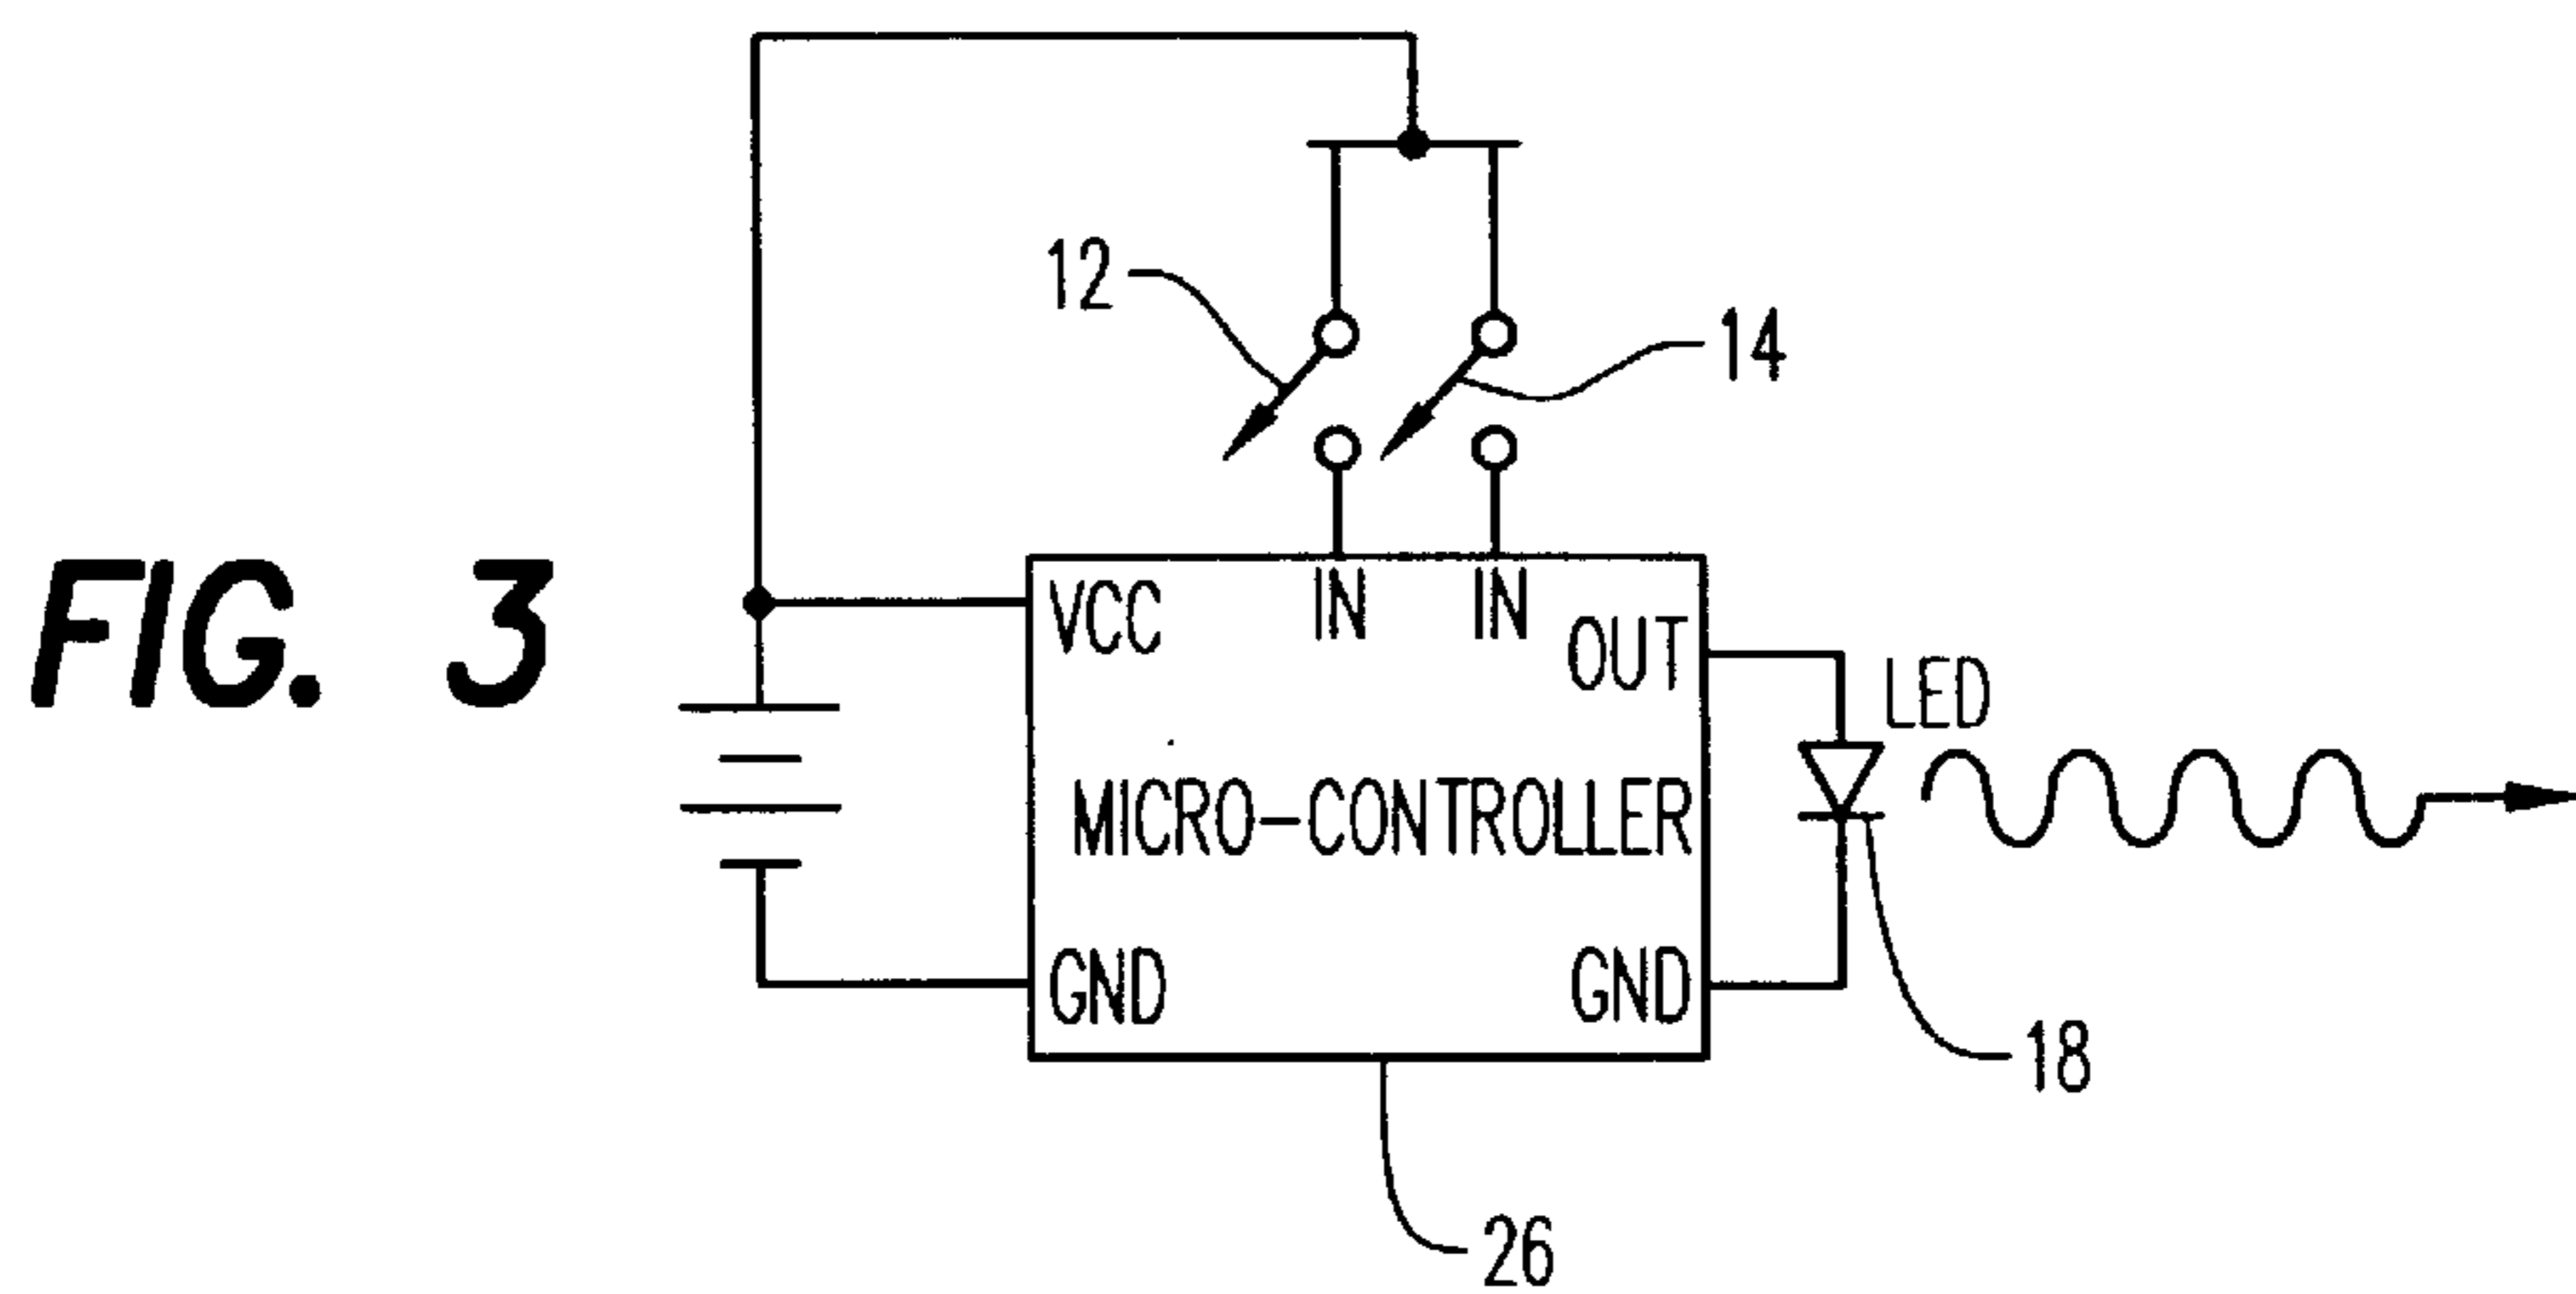 FIG. 3
12
14
VCC
IN
IN
OUT
LED
MICRO-CONTROLLER
GND
GND
18
26